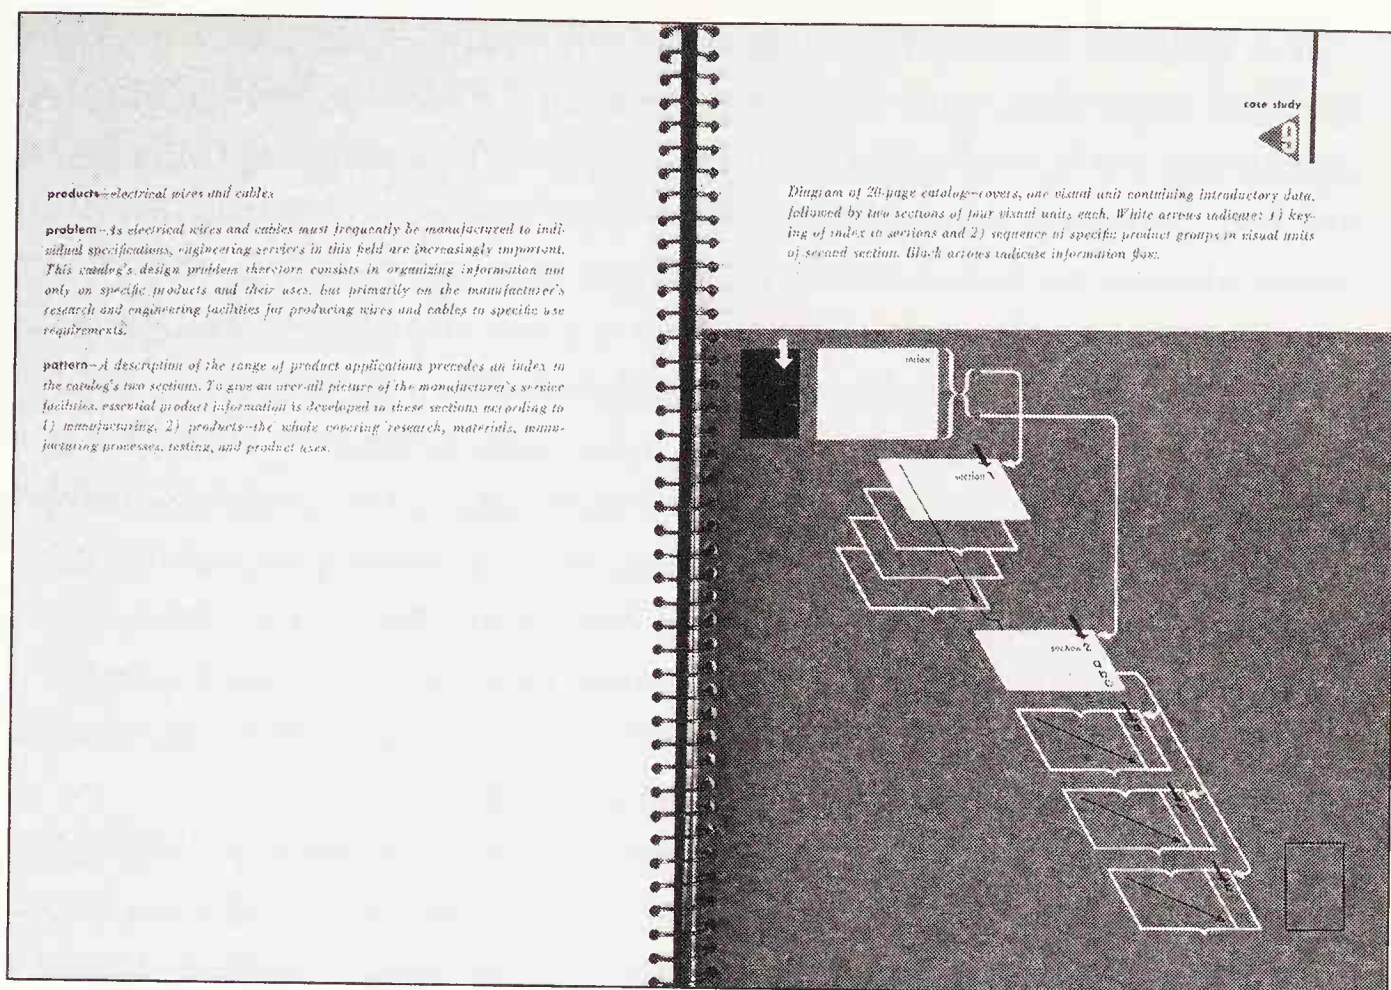 products—electrical wires and cables
problem—As electrical wires and cables must frequently be manufactured to indi-
vidual specifications, engineering services in this field are increasingly important.
This catalog's design problem therefore consists in organizing information not
only on specific products and their uses, but primarily on the manufacturer's
research and engineering facilities for producing wires and cables to specific use
requirements.
pattern—A description of the range of product applications precedes an index to
the catalog's two sections. To give an over-all picture of the manufacturer's service
facilities, essential product information is developed in these sections according to
1) manufacturing, 2) products—the whole covering research, materials, manu-
facturing processes, testing, and product uses.
case study
9
Diagram of 20-page catalog—covers, one visual unit containing introductory data,
followed by two sections of four visual units each. White arrows indicate: 1) key-
ing of index to sections and 2) sequence of specific product groups in visual units
of second section. Black arrows indicate information flow.
index
section 1
section 2
a
b
c
a